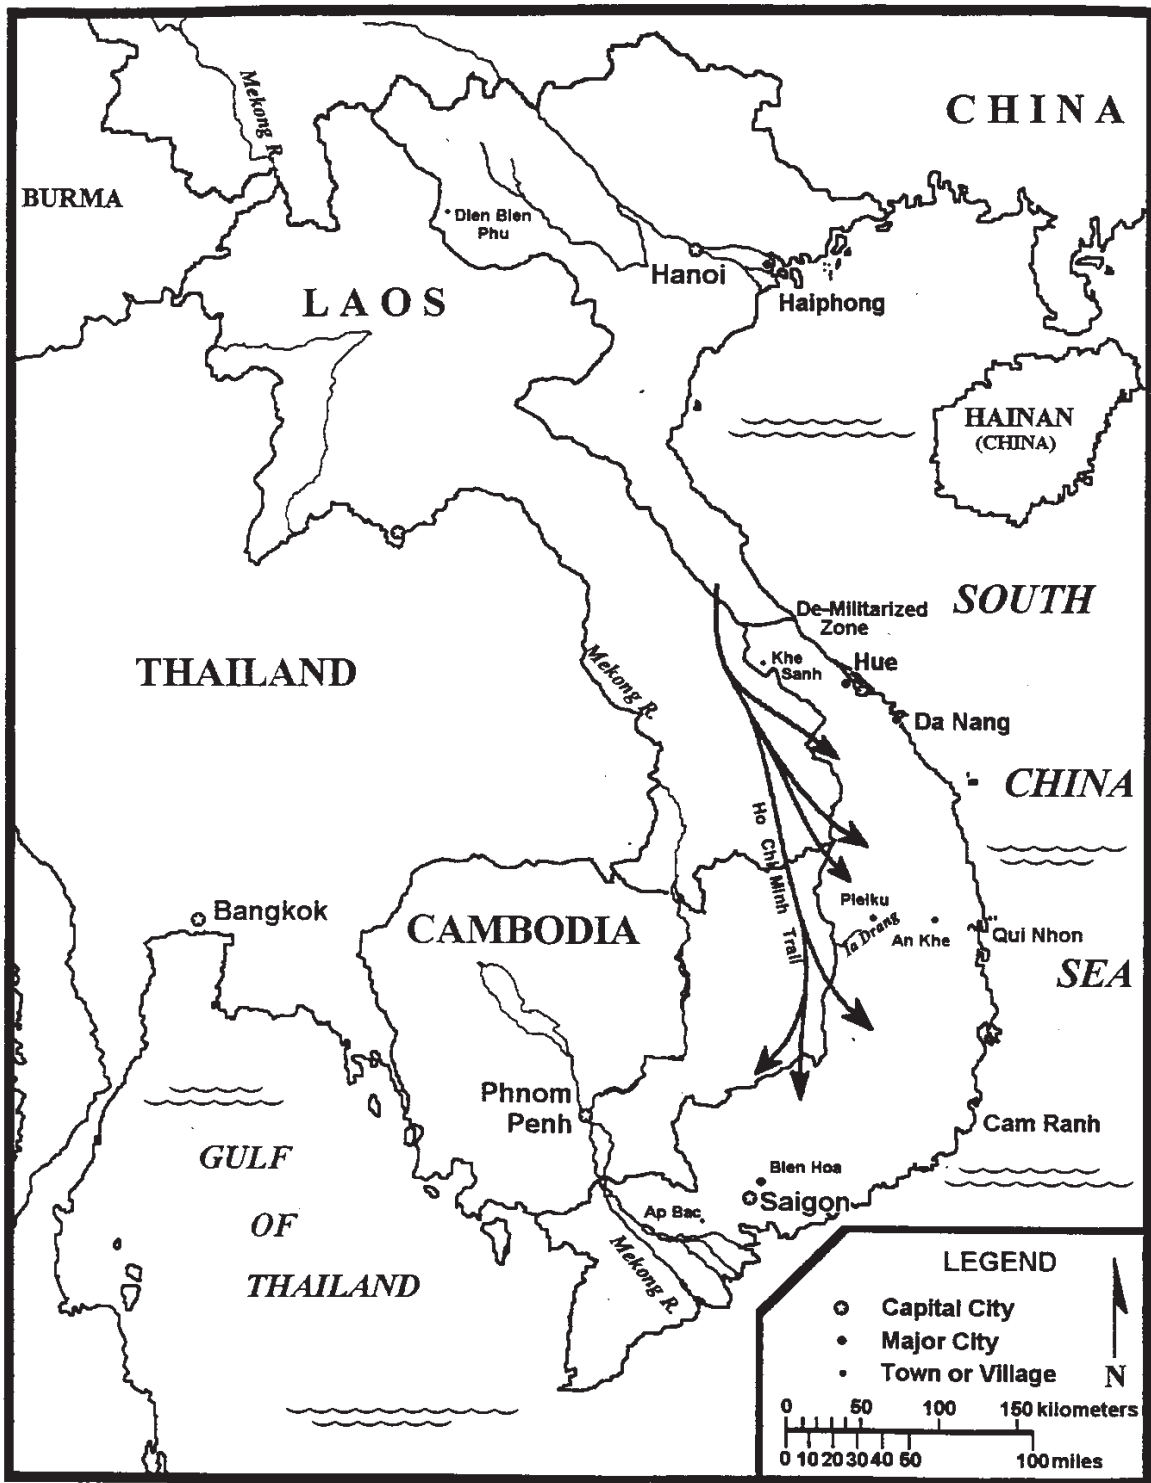 CHINA
Mekong R.
BURMA
Dien Bien
Phu
Hanoi
LAOS
Haiphong
HAINAN
(CHINA)
De-Militarized
Zone
SOUTH
THAILAND
Khe
Sanh
Hue
Mekong R.
Da Nang
CHINA
Ho Chi Minh Trail
Bangkok
CAMBODIA
Pleiku
Ia Drang
An Khe
Qui Nhon
SEA
Phnom
Penh
Cam Ranh
GULF
OF
THAILAND
Bien Hoa
Saigon
Ap Bac
Mekong R.
LEGEND
Capital City
Major City
Town or Village
N
0 50 100 150 kilometers
0 10 20 30 40 50 100 miles